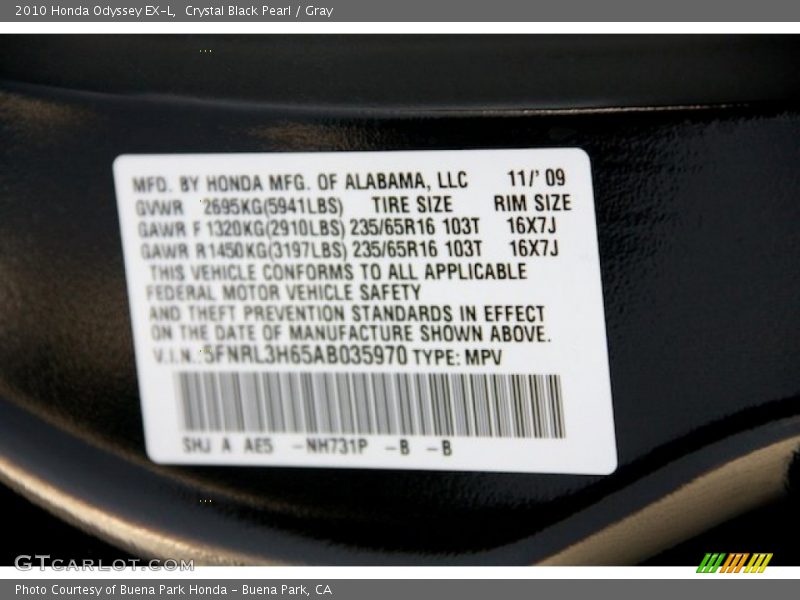 2010 Honda Odyssey EX-L, Crystal Black Pearl / Gray
MFD. BY HONDA MFG. OF ALABAMA, LLC 11/' 09
GVWR 2695KG(5941LBS) TIRE SIZE RIM SIZE
GAWR F 1320KG(2910LBS) 235/65R16 103T 16X7J
GAWR R1450KG(3197LBS) 235/65R16 103T 16X7J
THIS VEHICLE CONFORMS TO ALL APPLICABLE
FEDERAL MOTOR VEHICLE SAFETY
AND THEFT PREVENTION STANDARDS IN EFFECT
ON THE DATE OF MANUFACTURE SHOWN ABOVE.
V.I.N.:5FNRL3H65AB035970 TYPE: MPV
SHJ A AE5 -NH731P -B -B
GTCARLOT.COM
Photo Courtesy of Buena Park Honda - Buena Park, CA